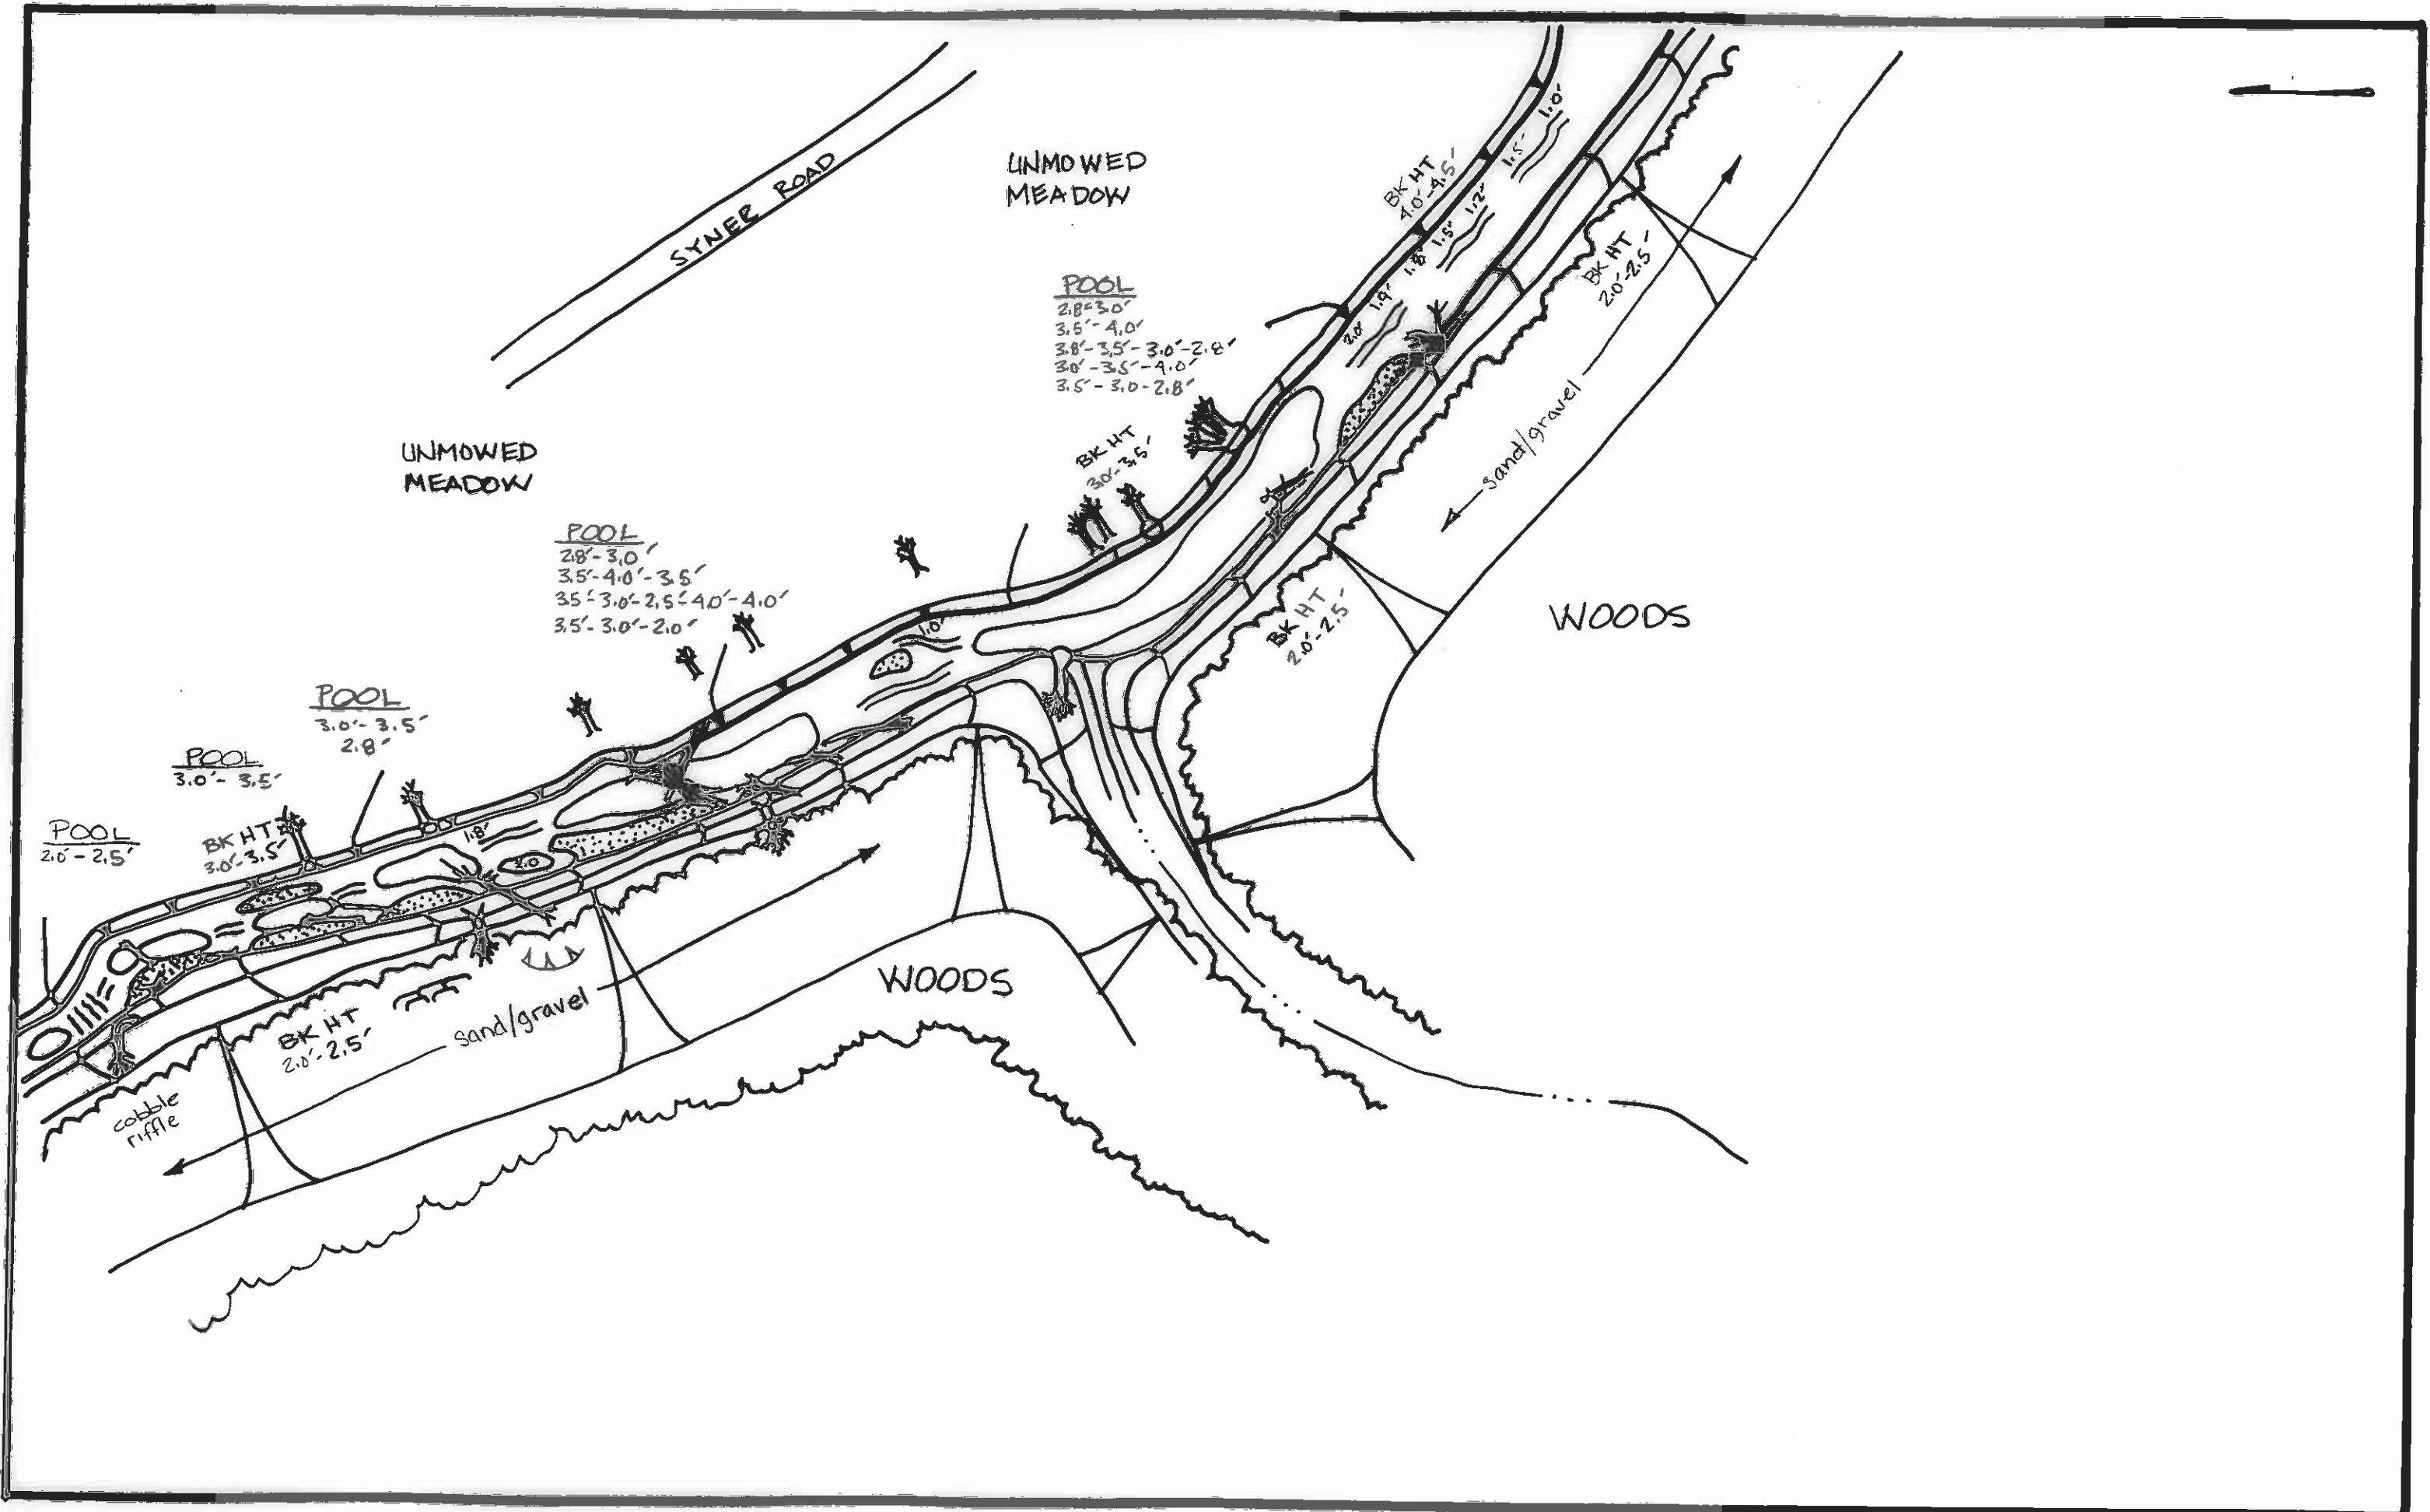 SYNER ROAD
UNMOWED
MEADOW
1.0'
1.5'
BK HT
4.0'-4.5'
1.2'
1.5'
1.8'
1.9'
2.0'
BK HT
2.0'-2.5'
POOL
2.8'-3.0'
3.5'-4.0'
3.8'-3.5'-3.0'-2.8'
3.0'-3.5'-4.0'
3.5'-3.0-2.8'
sand/gravel
UNMOWED
MEADOW
BK HT
3.0'-3.5'
POOL
2.8'-3.0'
3.5'-4.0'-3.5'
3.5'-3.0'-2.5'-4.0'-4.0'
3.5'-3.0'-2.0'
BK HT
2.0'-2.5'
WOODS
1.0'
POOL
3.0'-3.5'
2.8'
POOL
3.0'-3.5'
POOL
2.0'-2.5'
BK HT
3.0'-3.5'
1.8'
2.0
WOODS
BK HT
2.0'-2.5'
sand/gravel
cobble
riffle